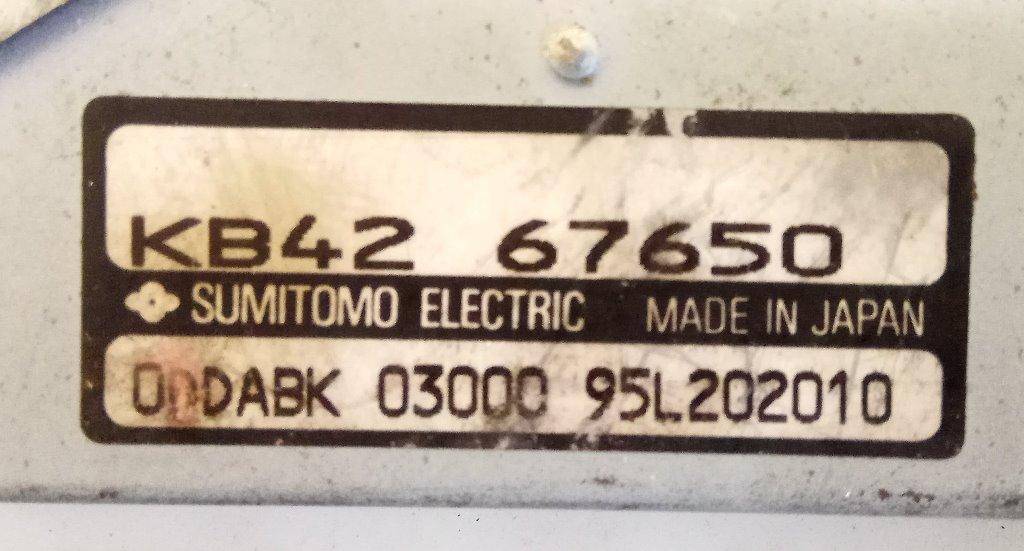 KB42 67650
SUMITOMO ELECTRIC MADE IN JAPAN
03000 95L202010